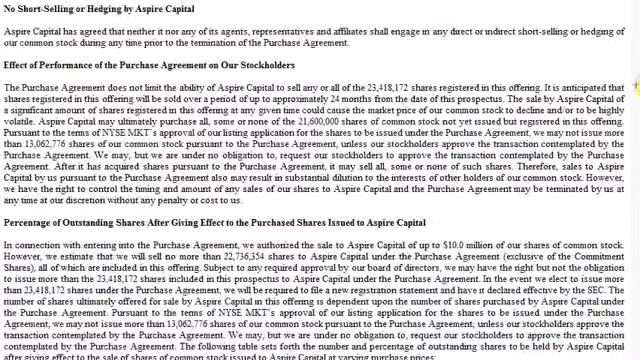 No Short-Selling or Hedging by Aspire Capital
Aspire Capital has agreed that neither it nor any of its agents, representatives and affiliates shall engage in any direct or indirect short-selling or hedging of
our common stock during any time prior to the termination of the Purchase Agreement.
Effect of Performance of the Purchase Agreement on Our Stockholders
The Purchase Agreement does not limit the ability of Aspire Capital to sell any or all of the 23,418,172 shares registered in this offering. It is anticipated that
shares registered in this offering will be sold over a period of up to approximately 24 months from the date of this prospectus. The sale by Aspire Capital of
a significant amount of shares registered in this offering at any given time could cause the market price of our common stock to decline and/or to be highly
volatile. Aspire Capital may ultimately purchase all, some or none of the 21,600,000 shares of common stock not yet issued but registered in this offering.
Pursuant to the terms of NYSE MKT's approval of our listing application for the shares to be issued under the Purchase Agreement, we may not issue more
than 13,062,776 shares of our common stock pursuant to the Purchase Agreement, unless our stockholders approve the transaction contemplated by the
Purchase Agreement. We may, but we are under no obligation to, request our stockholders to approve the transaction contemplated by the Purchase
Agreement. After it has acquired shares pursuant to the Purchase Agreement, it may sell all, some or none of such shares. Therefore, sales to Aspire
Capital by us pursuant to the Purchase Agreement also may result in substantial dilution to the interests of other holders of our common stock. However,
we have the right to control the timing and amount of any sales of our shares to Aspire Capital and the Purchase Agreement may be terminated by us at
any time at our discretion without any penalty or cost to us.
Percentage of Outstanding Shares After Giving Effect to the Purchased Shares Issued to Aspire Capital
In connection with entering into the Purchase Agreement, we authorized the sale to Aspire Capital of up to $10.0 million of our shares of common stock.
However, we estimate that we will sell no more than 22,736,354 shares to Aspire Capital under the Purchase Agreement (exclusive of the Commitment
Shares), all of which are included in this offering. Subject to any required approval by our board of directors, we may have the right but not the obligation
to issue more than the 23,418,172 shares included in this prospectus to Aspire Capital under the Purchase Agreement. In the event we elect to issue more
than 23,418,172 shares under the Purchase Agreement, we will be required to file a new registration statement and have it declared effective by the SEC. The
number of shares ultimately offered for sale by Aspire Capital in this offering is dependent upon the number of shares purchased by Aspire Capital under
the Purchase Agreement. Pursuant to the terms of NYSE MKT's approval of our listing application for the shares to be issued under the Purchase
Agreement, we may not issue more than 13,062,776 shares of our common stock pursuant to the Purchase Agreement, unless our stockholders approve the
transaction contemplated by the Purchase Agreement. We may, but we are under no obligation to, request our stockholders to approve the transaction
contemplated by the Purchase Agreement. The following table sets forth the number and percentage of outstanding shares to be held by Aspire Capital
after giving effect to the sale of shares of common stock issued to Aspire Capital at varying purchase prices: